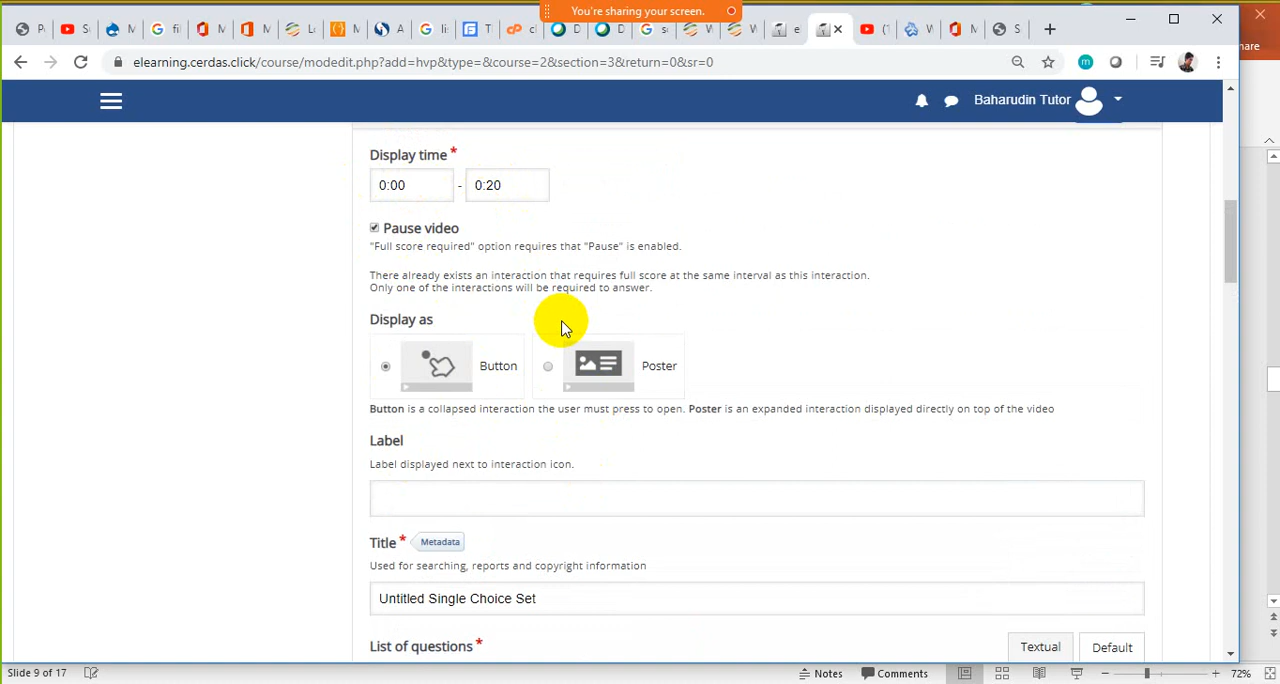 You're sharing your screen.
elearning.cerdas.click/course/modedit.php?add=hvp&type=&course=2&section=3&return=0&sr=0
Baharudin Tutor
Display time *
0:00 - 0:20
Pause video
"Full score required" option requires that "Pause" is enabled.
There already exists an interaction that requires full score at the same interval as this interaction.
Only one of the interactions will be required to answer.
Display as
Button
Poster
Button is a collapsed interaction the user must press to open. Poster is an expanded interaction displayed directly on top of the video
Label
Label displayed next to interaction icon.
Title * Metadata
Used for searching, reports and copyright information
Untitled Single Choice Set
List of questions *
Textual
Default
Slide 9 of 17
Notes
Comments
72%